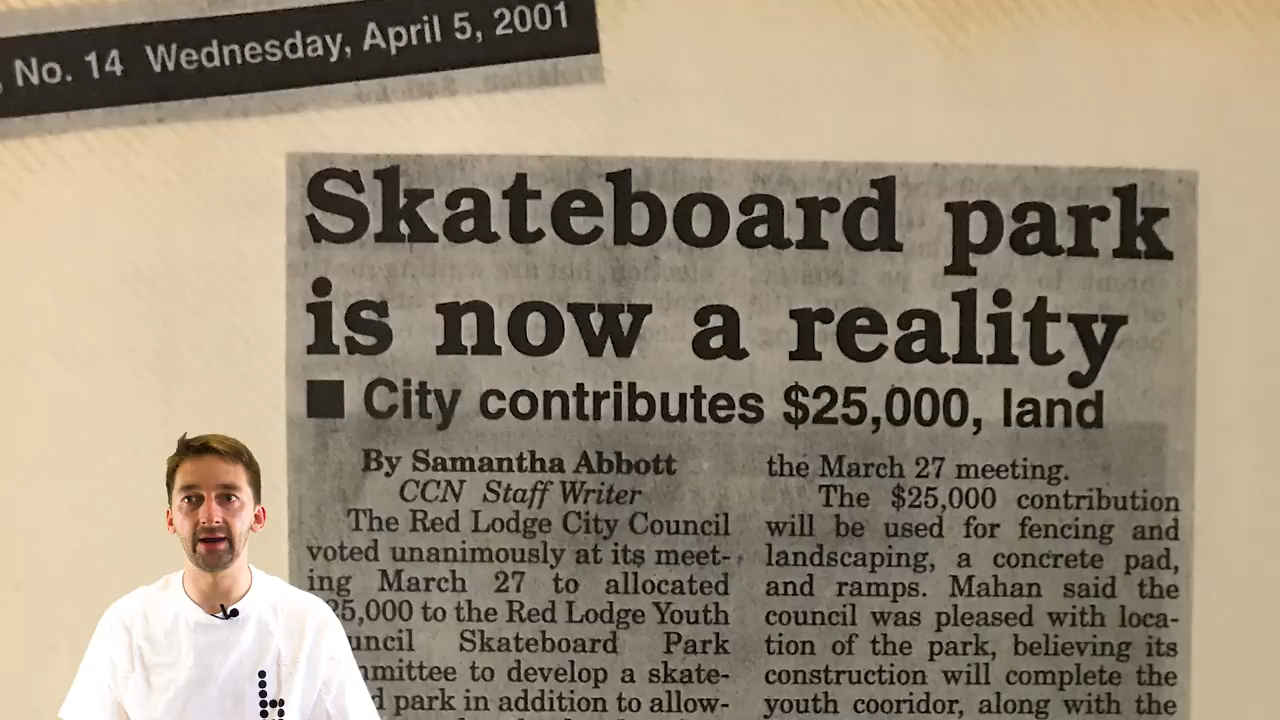 , No. 14 Wednesday, April 5, 2001
Skateboard park
is now a reality
■ City contributes $25,000, land
By Samantha Abbott
CCN Staff Writer
The Red Lodge City Council
voted unanimously at its meet-
ing March 27 to allocated
25,000 to the Red Lodge Youth
uncil Skateboard Park
mmittee to develop a skate-
d park in addition to allow-
the March 27 meeting.
The $25,000 contribution
will be used for fencing and
landscaping, a concrete pad,
and ramps. Mahan said the
council was pleased with loca-
tion of the park, believing its
construction will complete the
youth cooridor, along with the